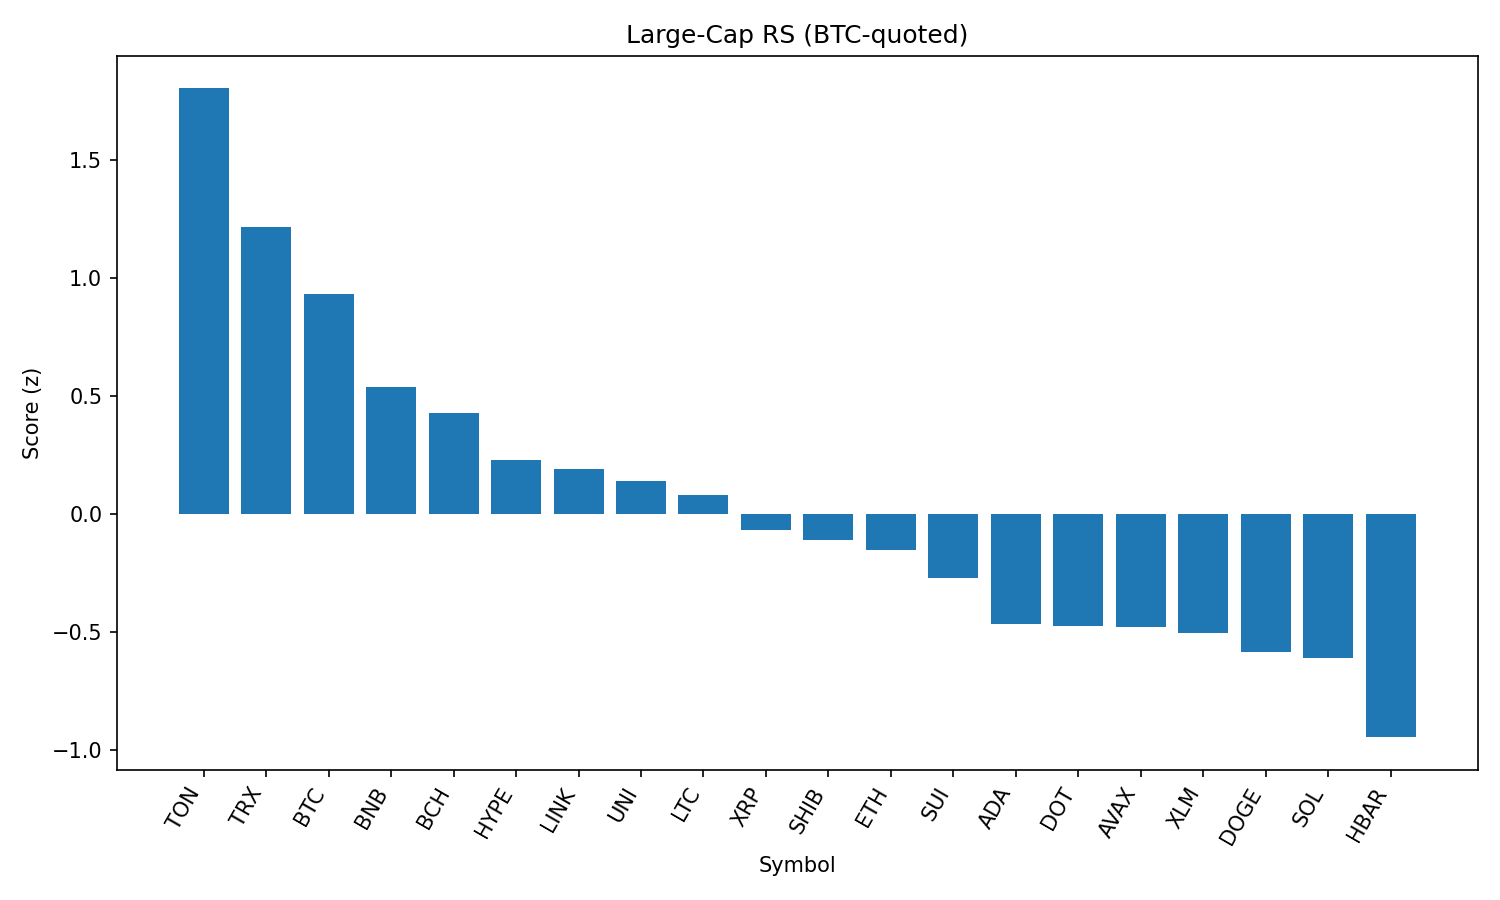 Large-Cap RS (BTC-quoted)
Score (z)
1.5
1.0
0.5
0.0
−0.5
−1.0
TON
TRX
BTC
BNB
BCH
HYPE
LINK
UNI
LTC
XRP
SHIB
ETH
SUI
ADA
DOT
AVAX
XLM
DOGE
SOL
HBAR
Symbol